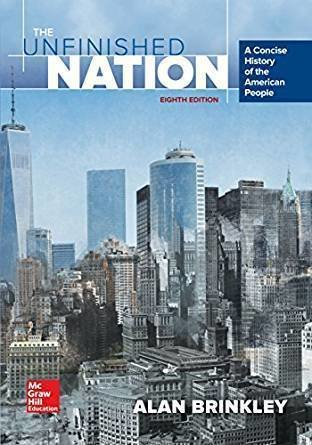 THE
UNFINISHED
NATION
EIGHTH EDITION
A Concise
History
of the
American
People
Mc
Graw
Hill
Education
ALAN BRINKLEY